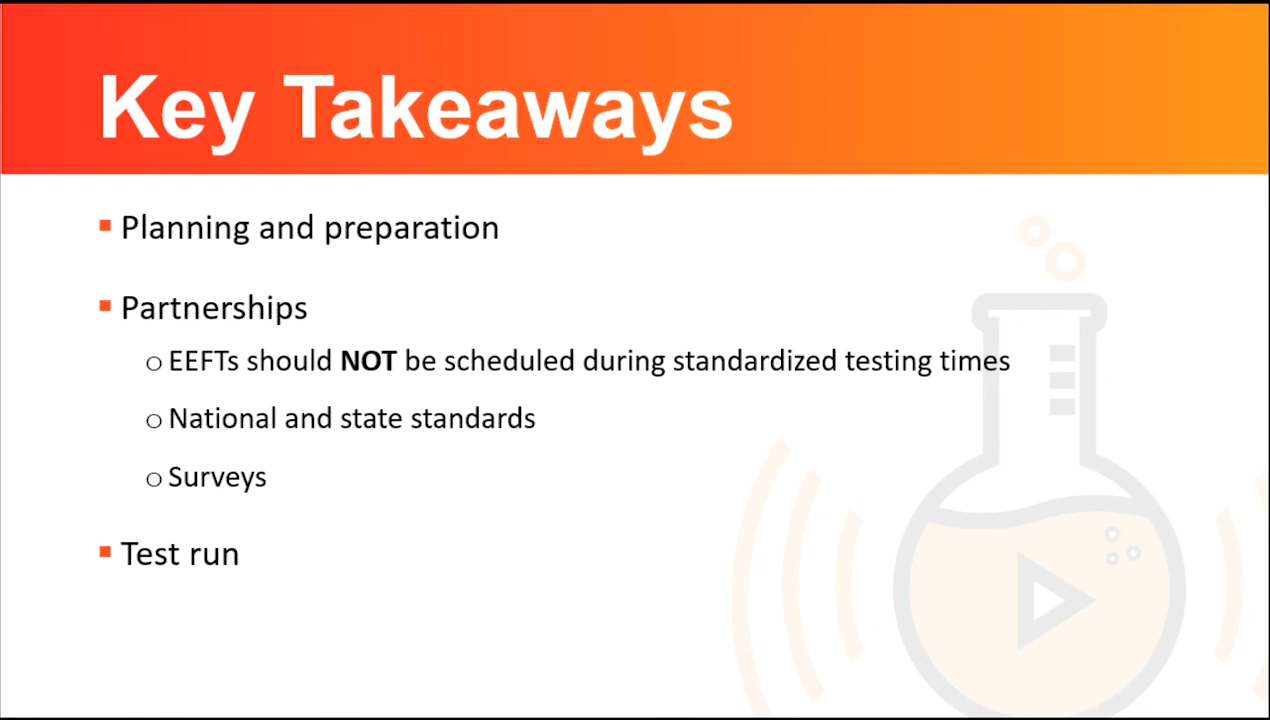 Key Takeaways
Planning and preparation
Partnerships
EEFTs should NOT be scheduled during standardized testing times
National and state standards
Surveys
Test run